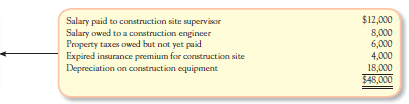 Salary paid to construction site supervisor $12,000
Salary owed to a construction engineer 8,000
Property taxes owed but not yet paid 6,000
Expired insurance premium for construction site 4,000
Depreciation on construction equipment 18,000
$48,000